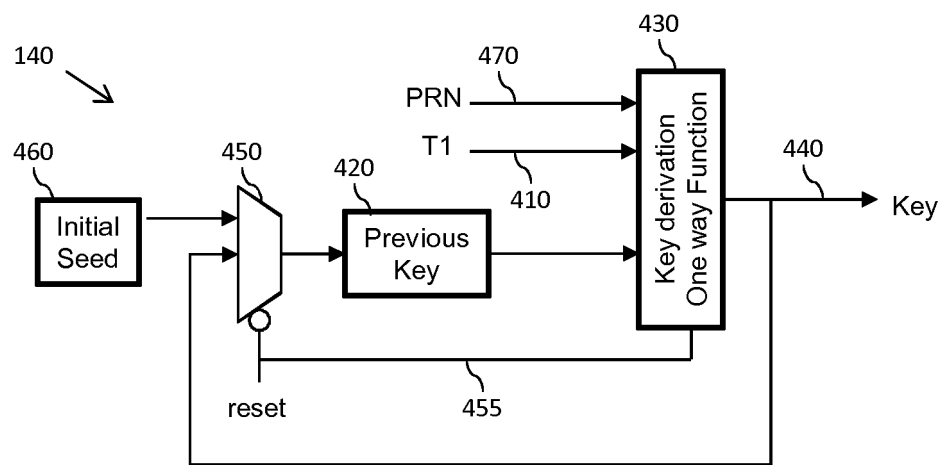 140
430
470
PRN
460
450
T1
420
410
440
Initial
Seed
Previous
Key
Key derivation
One way Function
Key
reset
455